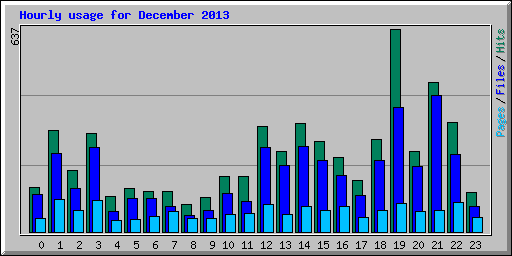 Hourly usage for December 2013
637
Pages / Files / Hits
0 1 2 3 4 5 6 7 8 9 10 11 12 13 14 15 16 17 18 19 20 21 22 23